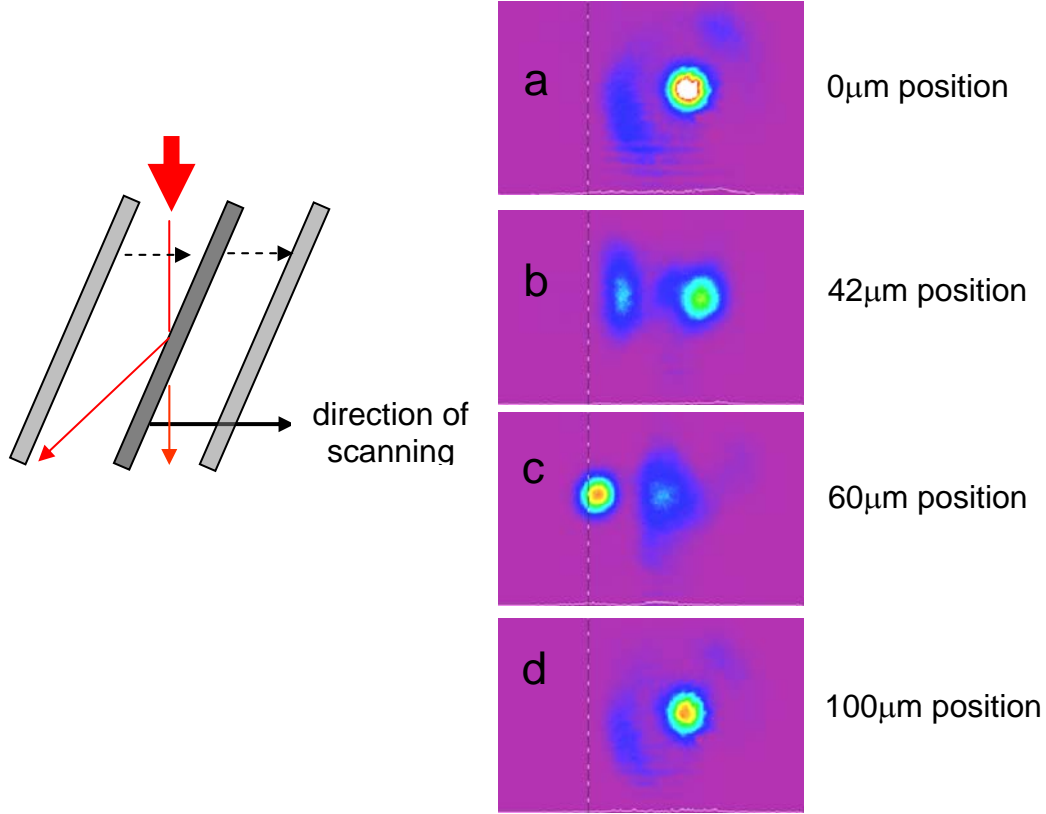 a
0μm position
b
42μm position
direction of
scanning
c
60μm position
d
100μm position